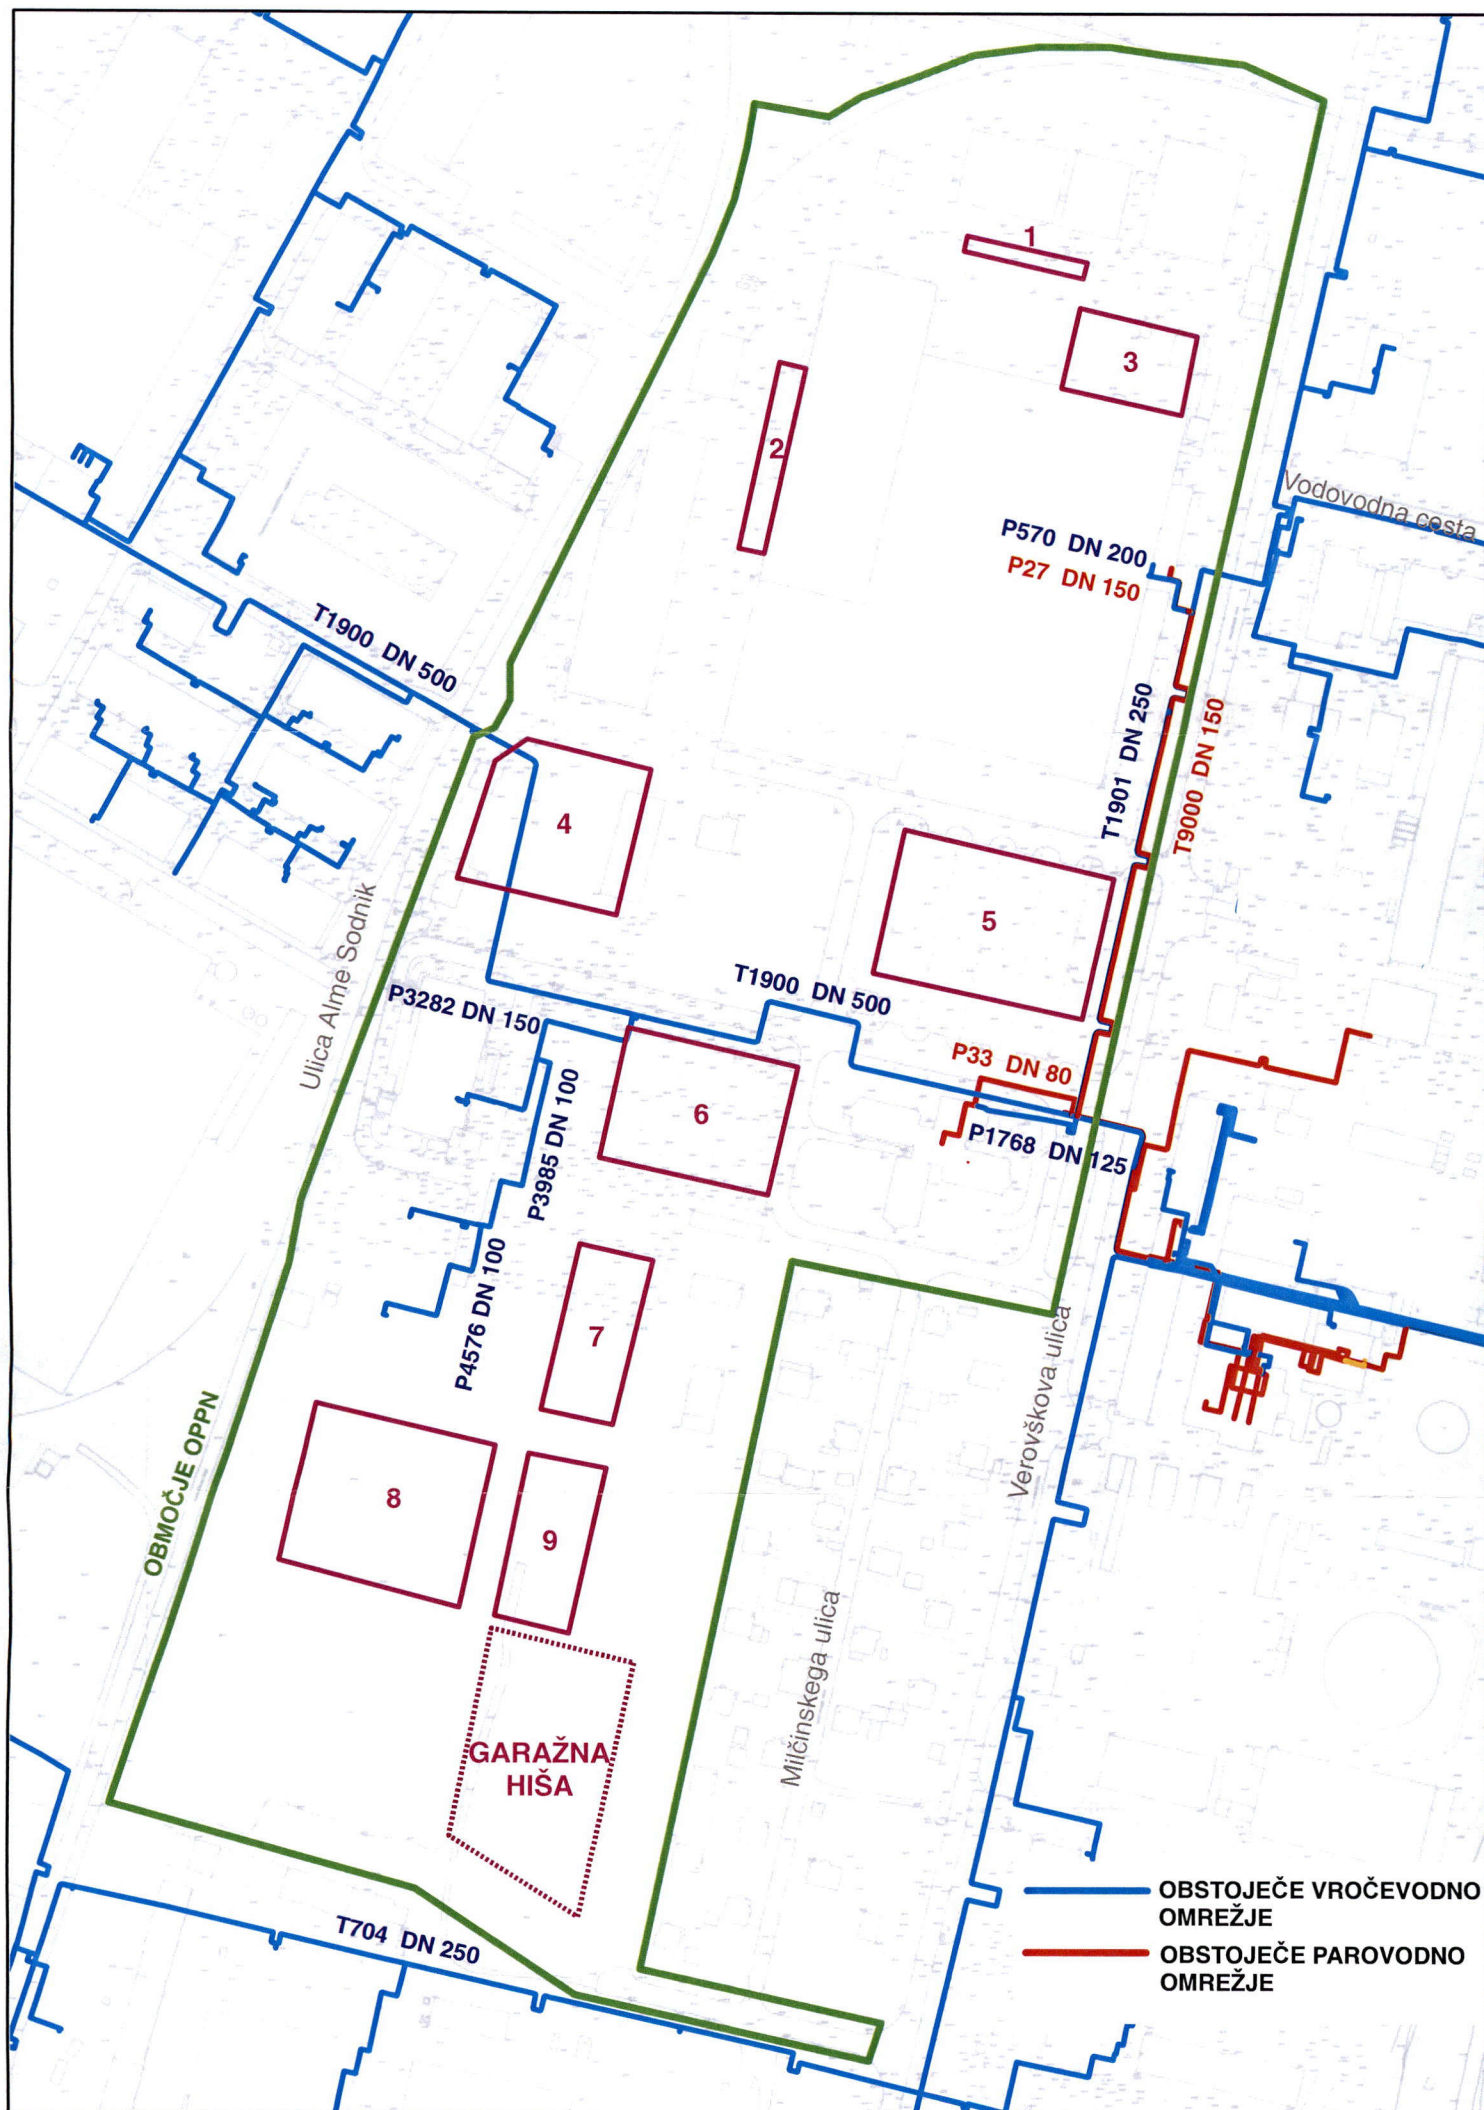 1
3
2
Vodovodna cesta
P570 DN 200
P27 DN 150
T1900 DN 500
T1901 DN 250
T9000 DN 150
4
5
Ulica Alme Sodnik
T1900 DN 500
P3282 DN 150
P33 DN 80
6
P3985 DN 100
P1768 DN 125
P4576 DN 100
7
Verovškova ulica
OBMOČJE OPPN
8
9
Milčinskega ulica
GARAŽNA
HIŠA
OBSTOJEČE VROČEVODNO
OMREŽJE
T704 DN 250
OBSTOJEČE PAROVODNO
OMREŽJE